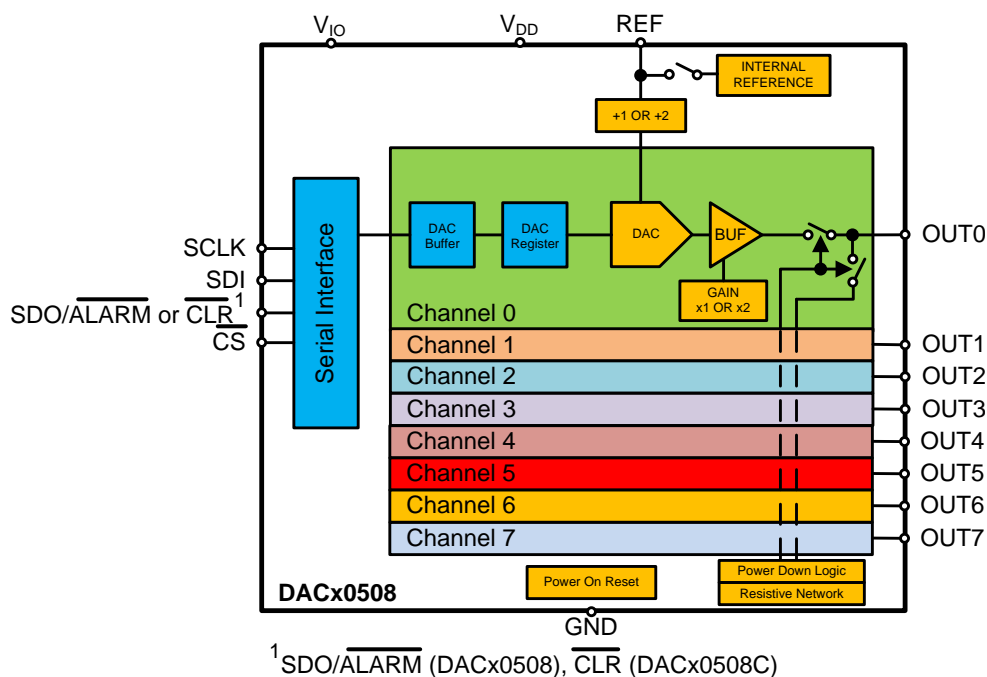 VIO
VDD
REF
INTERNAL
REFERENCE
+1 OR +2
SCLK
SDI
SDO/ALARM or CLR1
CS
Serial Interface
DAC
Buffer
DAC
Register
DAC
BUF
GAIN
x1 OR x2
Channel 0
Channel 1
Channel 2
Channel 3
Channel 4
Channel 5
Channel 6
Channel 7
OUT0
OUT1
OUT2
OUT3
OUT4
OUT5
OUT6
OUT7
Power On Reset
Power Down Logic
Resistive Network
DACx0508
GND
1SDO/ALARM (DACx0508), CLR (DACx0508C)